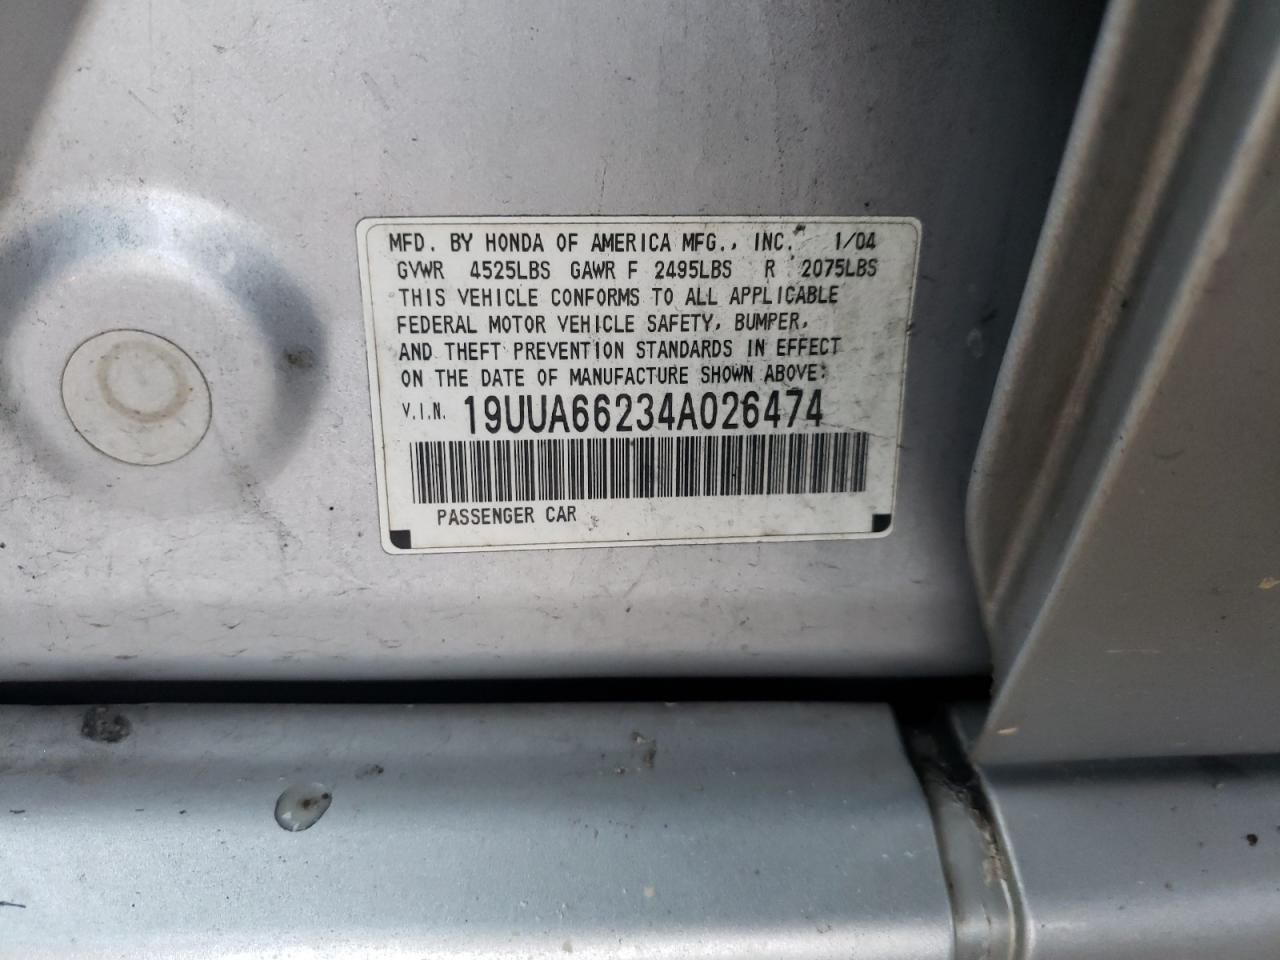 MFD. BY HONDA OF AMERICA MFG., INC. 1/04
GVWR 4525LBS GAWR F 2495LBS R 2075LBS
THIS VEHICLE CONFORMS TO ALL APPLICABLE
FEDERAL MOTOR VEHICLE SAFETY, BUMPER,
AND THEFT PREVENTION STANDARDS IN EFFECT
ON THE DATE OF MANUFACTURE SHOWN ABOVE:
V.I.N. 19UUA66234A026474
PASSENGER CAR